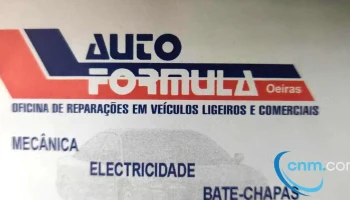 AUTO
FORMULA
Oeiras
OFICINA DE REPARAÇÕES EM VEÍCULOS LIGEIROS E COMERCIAIS
MECÂNICA
ELECTRICIDADE
BATE-CHAPAS
cnm.co